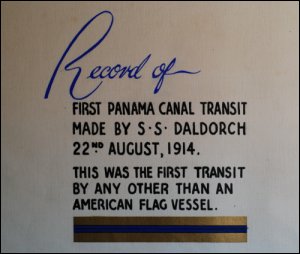 Record of
FIRST PANAMA CANAL TRANSIT
MADE BY S·S·DALDORCH
22ND AUGUST, 1914.
THIS WAS THE FIRST TRANSIT
BY ANY OTHER THAN AN
AMERICAN FLAG VESSEL.